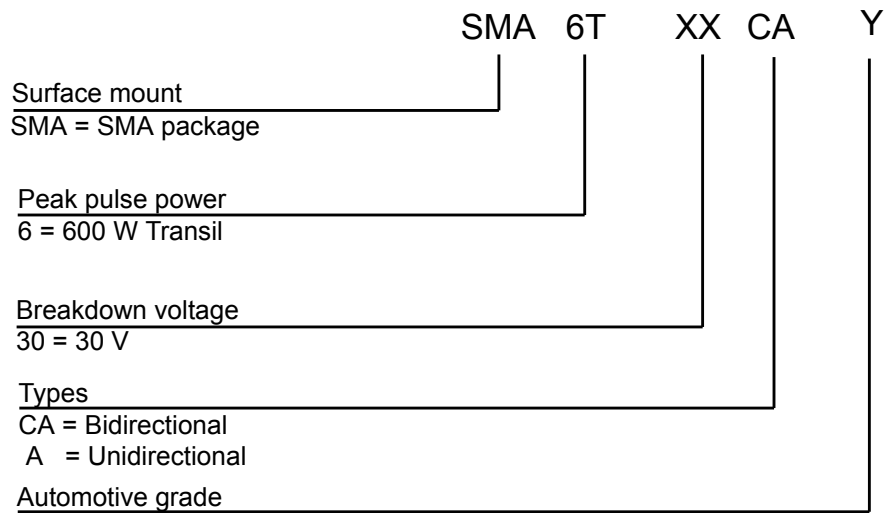 SMA 6T XX CA Y
Surface mount
SMA = SMA package
Peak pulse power
6 = 600 W Transil
Breakdown voltage
30 = 30 V
Types
CA = Bidirectional
A = Unidirectional
Automotive grade